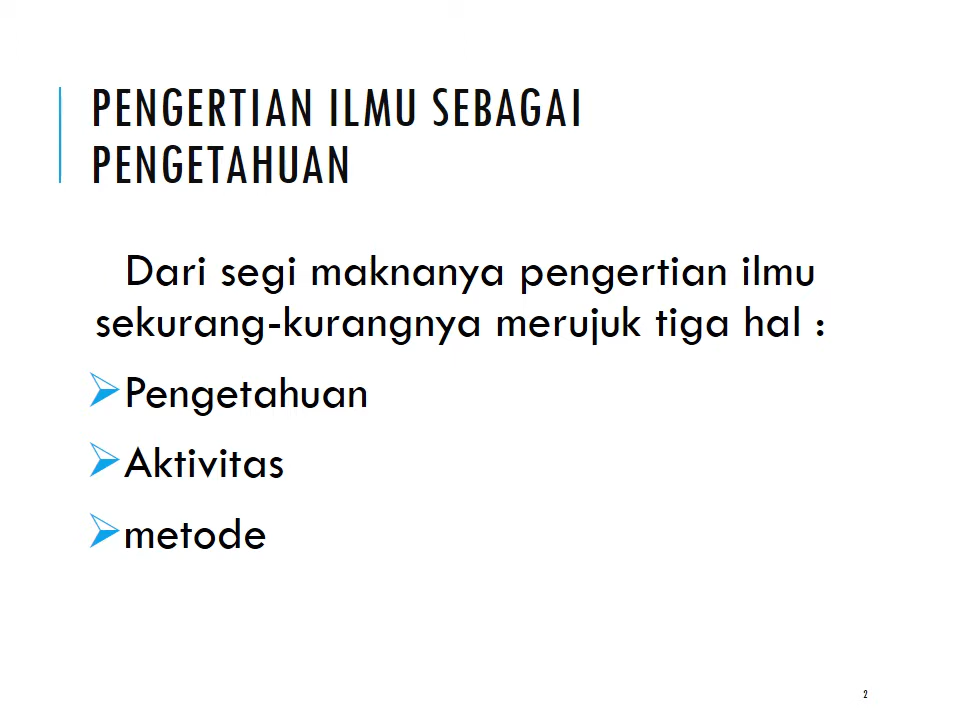 PENGERTIAN ILMU SEBAGAI
PENGETAHUAN
Dari segi maknanya pengertian ilmu
sekurang-kurangnya merujuk tiga hal :
Pengetahuan
Aktivitas
metode
2